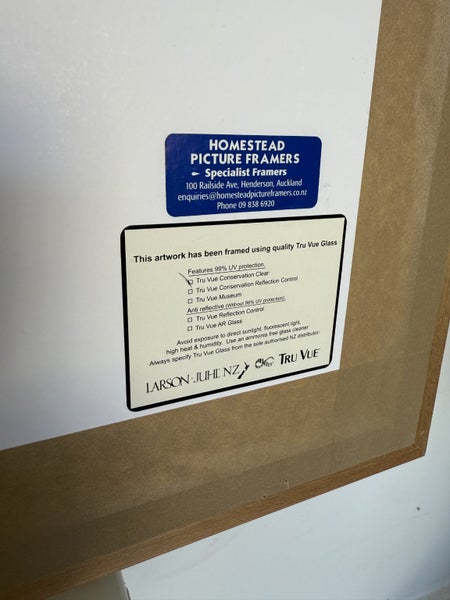 HOMESTEAD
PICTURE FRAMERS
Specialist Framers
100 Railside Ave, Henderson, Auckland
enquiries@homesteadpictureframers.co.nz
Phone 09 838 6920
This artwork has been framed using quality Tru Vue Glass
Features 99% UV protection,
Tru Vue Conservation Clear
Tru Vue Conservation Reflection Control
Tru Vue Museum
Anti reflective (Without 99% UV protection):
Tru Vue Reflection Control
Tru Vue AR Glass
Avoid exposure to direct sunlight, fluorescent light,
high heat & humidity. Use an ammonia free glass cleaner
Always specify Tru Vue Glass from the sole authorised NZ distributor:
LARSON·JUHL NZ TRU VUE